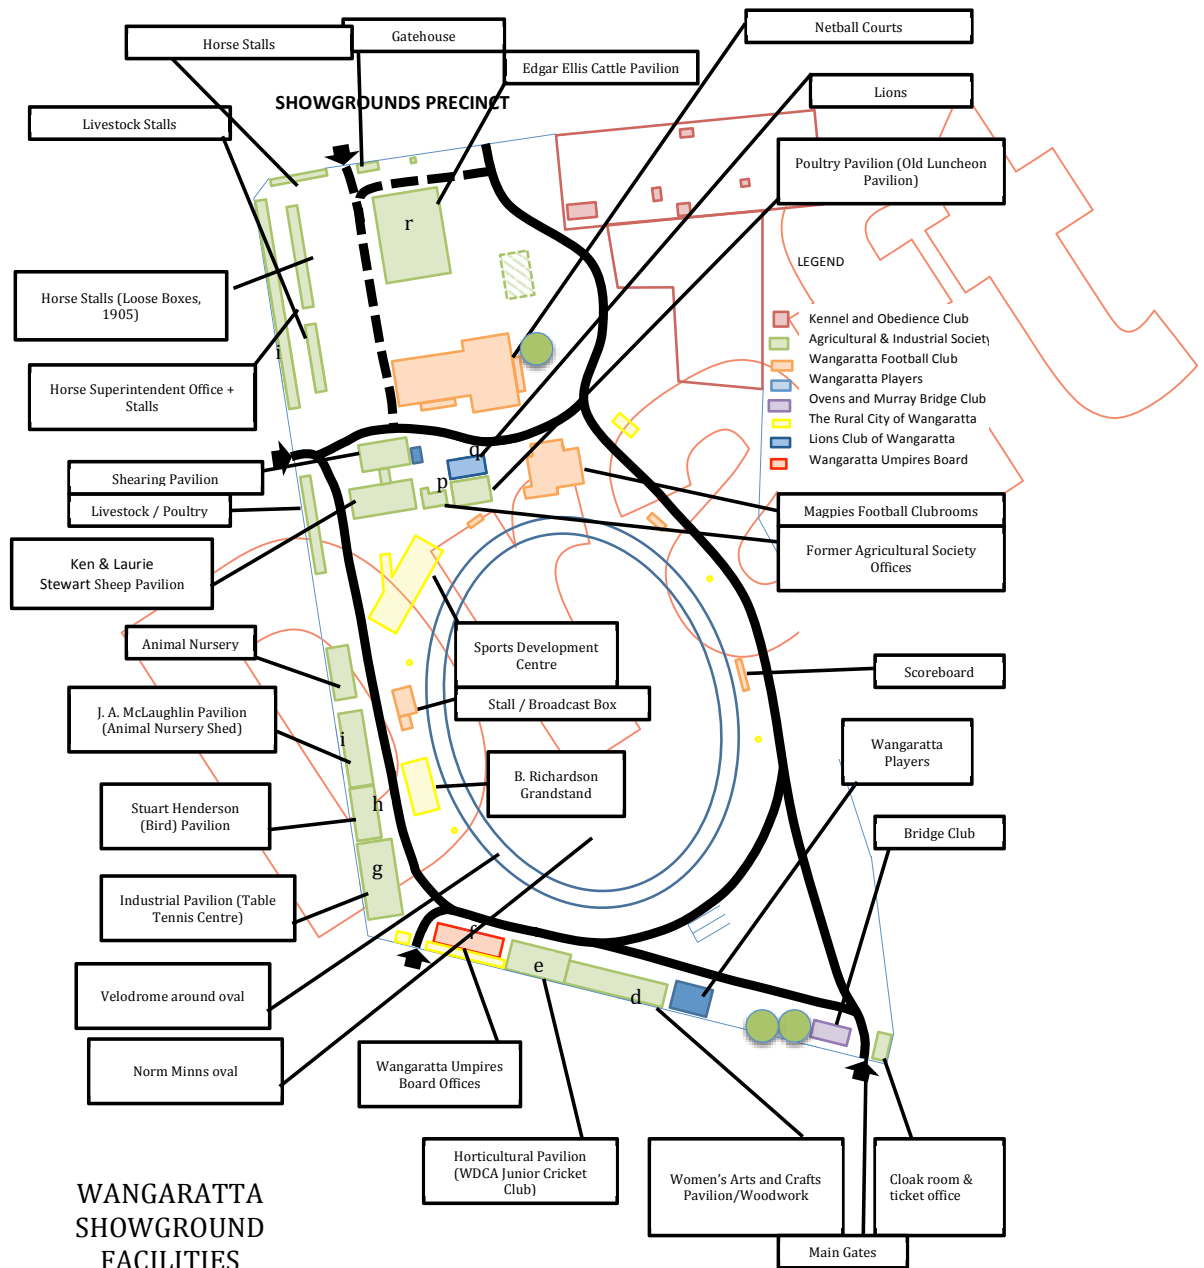 Netball Courts
Gatehouse
Horse Stalls
Edgar Ellis Cattle Pavilion
Lions
SHOWGROUNDS PRECINCT
Livestock Stalls
Poultry Pavilion (Old Luncheon
Pavilion)
r
LEGEND
Horse Stalls (Loose Boxes,
1905)
Kennel and Obedience Club
Agricultural & Industrial Society
Wangaratta Football Club
Wangaratta Players
Ovens and Murray Bridge Club
The Rural City of Wangaratta
Lions Club of Wangaratta
Wangaratta Umpires Board
i
Horse Superintendent Office +
Stalls
q
Shearing Pavilion
p
Livestock / Poultry
Magpies Football Clubrooms
Former Agricultural Society
Offices
Ken & Laurie
Stewart Sheep Pavilion
Animal Nursery
Sports Development
Centre
Scoreboard
J. A. McLaughlin Pavilion
(Animal Nursery Shed)
Stall / Broadcast Box
i
Wangaratta
Players
B. Richardson
Grandstand
h
Stuart Henderson
(Bird) Pavilion
Bridge Club
g
Industrial Pavilion (Table
Tennis Centre)
f
e
d
Velodrome around oval
Norm Minns oval
Wangaratta Umpires
Board Offices
Horticultural Pavilion
(WDCA Junior Cricket
Club)
Women's Arts and Crafts
Pavilion/Woodwork
Cloak room &
ticket office
Main Gates
WANGARATTA
SHOWGROUND
FACILITIES